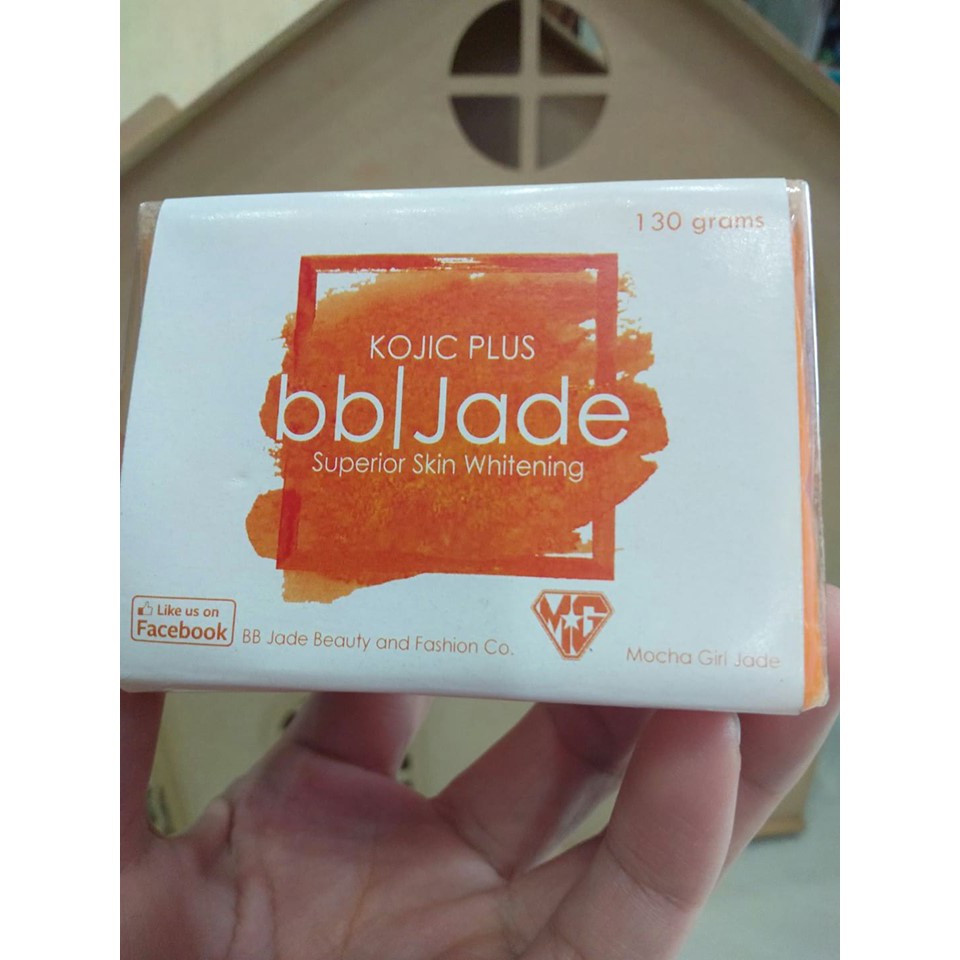 130 grams
KOJIC PLUS
bb|Jade
Superior Skin Whitening
Like us on
Facebook
BB Jade Beauty and Fashion Co.
MG
Mocha Girl Jade